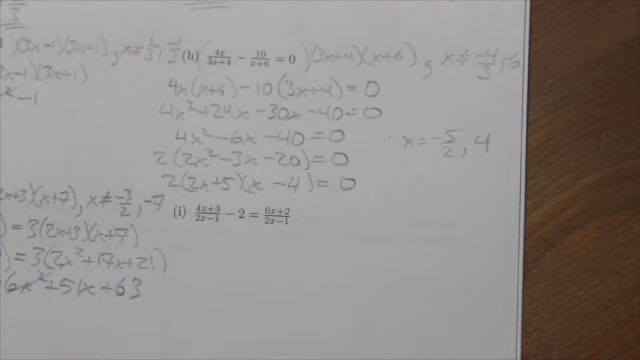 3
)(3x-1)(3x+1), x≠ 1/3, -1/3
x-1)(3x+1)
x² -1
(h) ( 4x/3x+4 − 10/x+6 = 0 )(3x+4)(x+6), x≠ -4/3, -6
4x(x+6)-10(3x+4)=0
4x²+24x-30x-40=0
4x²-6x-40=0
2(2x²-3x-20)=0
2(2x+5)(x-4)=0
∴x= -5/2, 4
2x+3)(x+7), x≠ -3/2, -7
) = 3(2x+3)(x+7)
) = 3(2x²+17x+21)
=6x²+51x+63
(i) 4x+3/2x−1 − 2 = 6x+2/2x−1